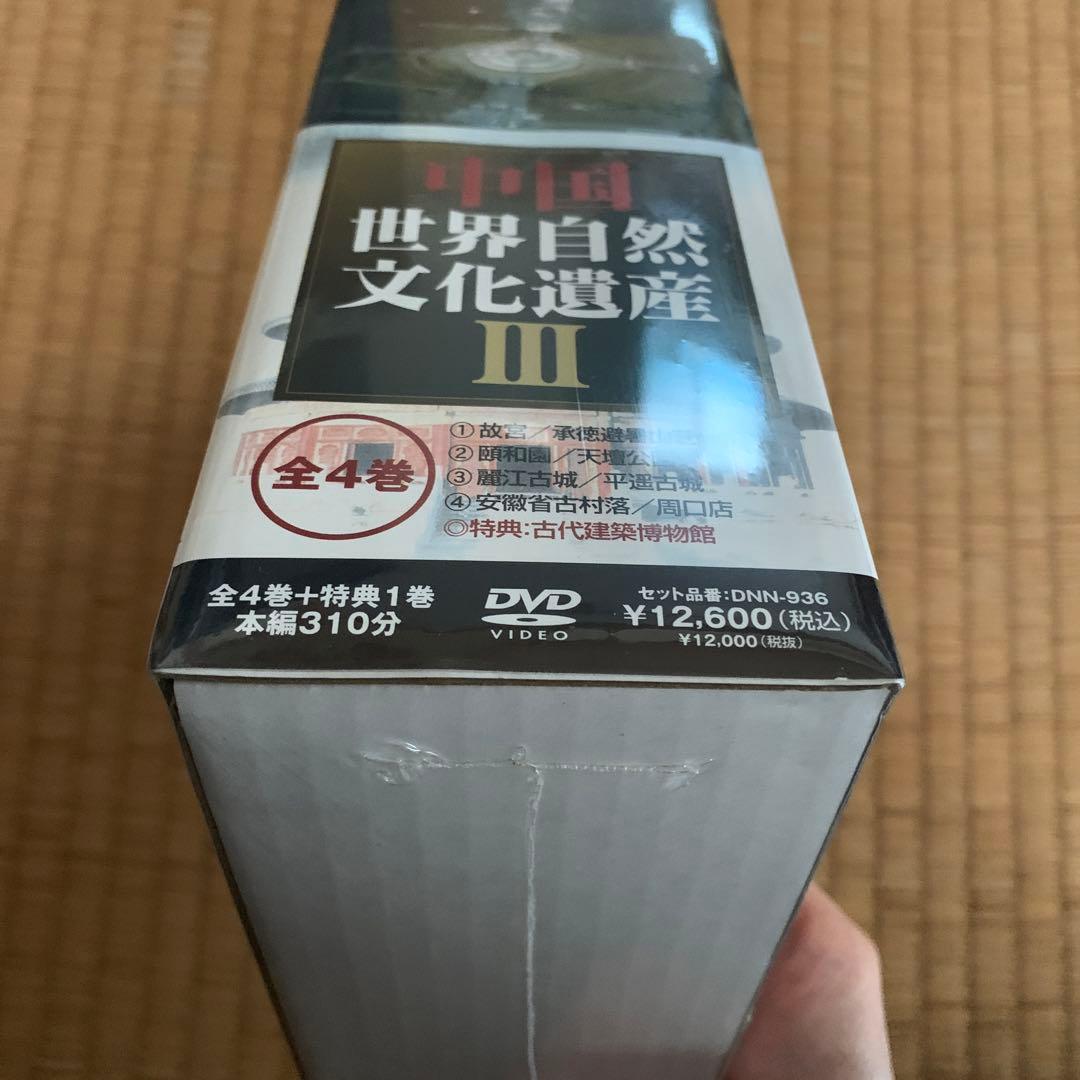 中国
世界自然
文化遺産
III
全4巻
①故宮／承徳避暑山
②頤和園／天壇公
③麗江古城／平遥古城
④安徽省古村落／周口店
◎特典:古代建築博物館
全4巻＋特典1巻
本編310分
DVD
VIDEO
セット品番:DNN-936
￥12,600(税込)
￥12,000(税抜)